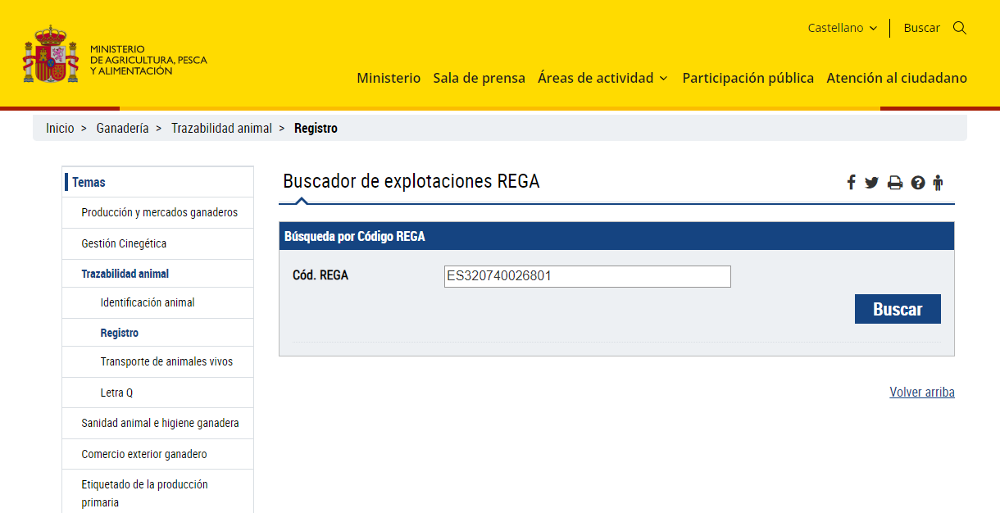 Castellano
Buscar
MINISTERIO
DE AGRICULTURA, PESCA
Y ALIMENTACIÓN
Ministerio Sala de prensa Áreas de actividad Participación pública Atención al ciudadano
Inicio > Ganadería > Trazabilidad animal > Registro
Temas
Producción y mercados ganaderos
Gestión Cinegética
Trazabilidad animal
Identificación animal
Registro
Transporte de animales vivos
Letra Q
Sanidad animal e higiene ganadera
Comercio exterior ganadero
Etiquetado de la producción
primaria
Buscador de explotaciones REGA
Búsqueda por Código REGA
Cód. REGA ES320740026801
Buscar
Volver arriba